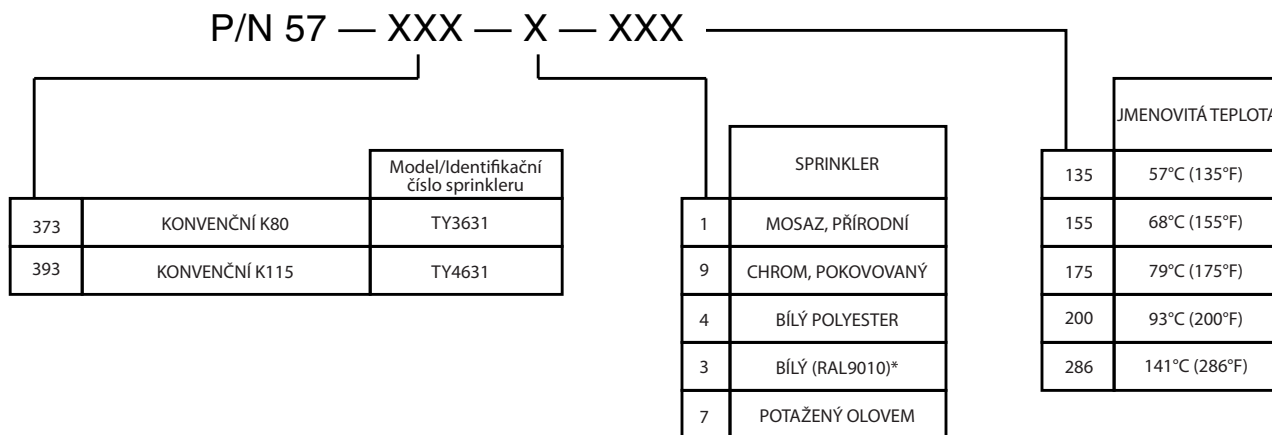 P/N 57 — XXX — X — XXX
Model/Identifikační
číslo sprinkleru
373 KONVENČNÍ K80 TY3631
393 KONVENČNÍ K115 TY4631
SPRINKLER
1 MOSAZ, PŘÍRODNÍ
9 CHROM, POKOVOVANÝ
4 BÍLÝ POLYESTER
3 BÍLÝ (RAL9010)*
7 POTAŽENÝ OLOVEM
JMENOVITÁ TEPLOTA
135 57°C (135°F)
155 68°C (155°F)
175 79°C (175°F)
200 93°C (200°F)
286 141°C (286°F)